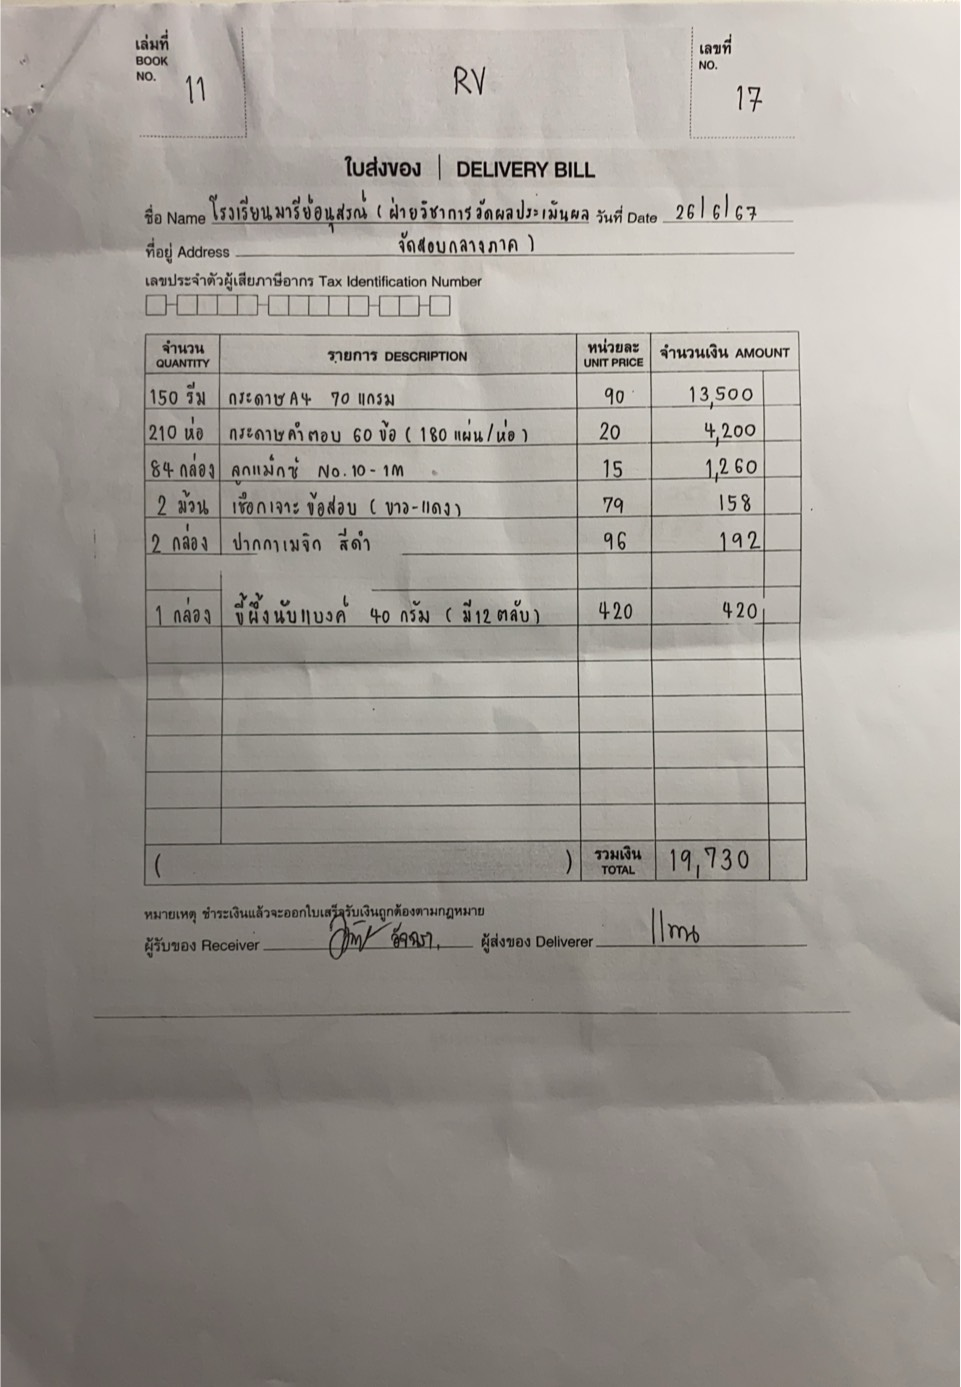 เล่มที่
BOOK
NO. 11
RV
เลขที่
NO.
17
ใบส่งของ | DELIVERY BILL
ชื่อ Name โรงเรียนมารีย์อนุสรณ์ ( ฝ่ายวิชาการวัดผลประเมินผล วันที่ Date 26/6/67
ที่อยู่ Address จัดสอบกลางภาค )
เลขประจำตัวผู้เสียภาษีอากร Tax Identification Number
จำนวน รายการ DESCRIPTION หน่วยละ จำนวนเงิน AMOUNT
QUANTITY UNIT PRICE
150 รีม กระดาษ A4 70 แกรม 90 13,500
210 ห่อ กระดาษคำตอบ 60 ข้อ ( 180 แผ่น/ห่อ ) 20 4,200
84 กล่อง ลูกแม็กซ์ No. 10-1M 15 1,260
2 ม้วน เชือกเจาะข้อสอบ ( ขาว-แดง ) 79 158
2 กล่อง ปากกาเมจิก สีดำ 96 192
1 กล่อง ขี้ผึ้งนับแบงค์ 40 กรัม ( มี 12 ตลับ ) 420 420
( ) รวมเงิน 19,730
TOTAL
หมายเหตุ ชำระเงินแล้วจะออกใบเสร็จรับเงินถูกต้องตามกฎหมาย
ผู้รับของ Receiver ผู้ส่งของ Deliverer